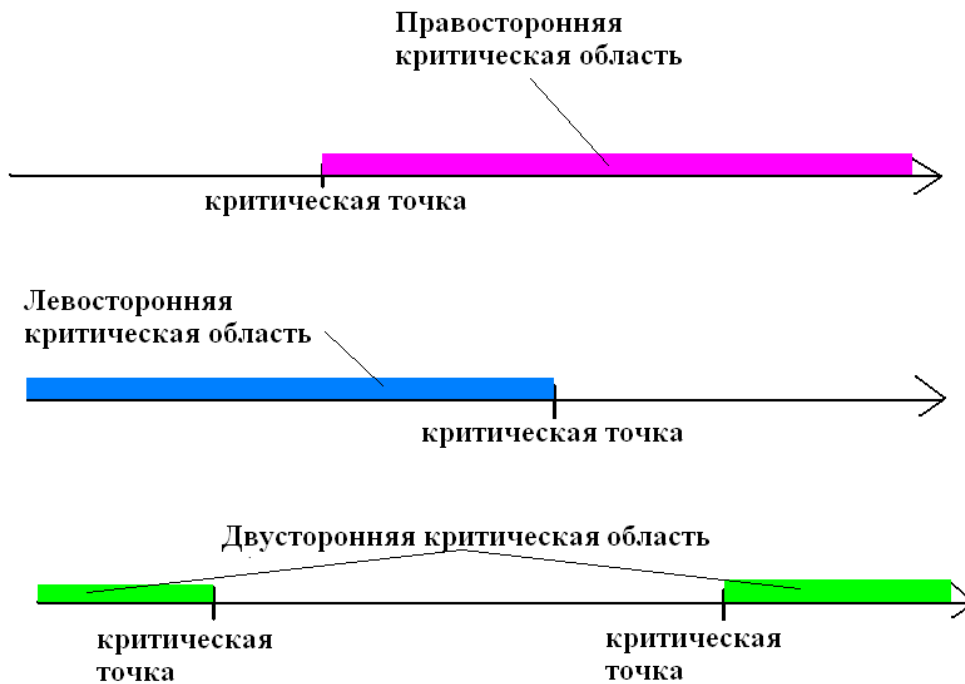 Правосторонняя
критическая область
критическая точка
Левосторонняя
критическая область
критическая точка
Двусторонняя критическая область
критическая
точка
критическая
точка